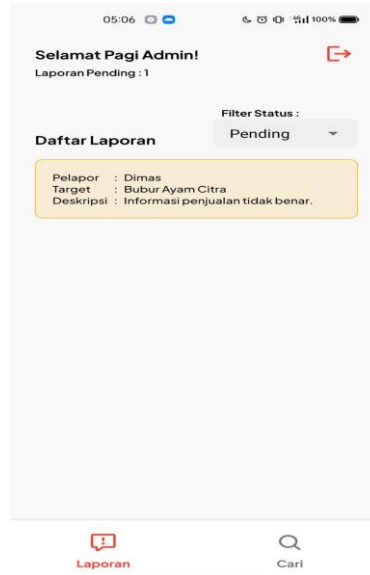 05:06
100%
Selamat Pagi Admin!
Laporan Pending : 1
Filter Status :
Daftar Laporan
Pending
Pelapor : Dimas
Target : Bubur Ayam Citra
Deskripsi : Informasi penjualan tidak benar.
Laporan
Cari